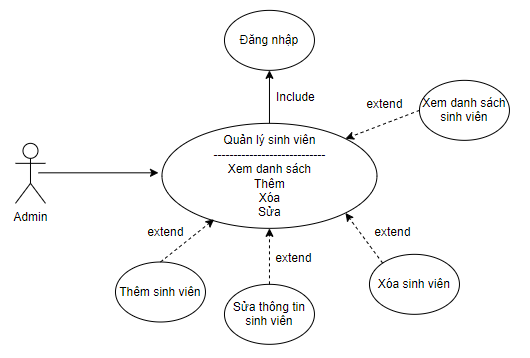 Đăng nhập
Include
extend
Xem danh sách
sinh viên
Quản lý sinh viên
------------------------------
Xem danh sách
Thêm
Xóa
Sửa
Admin
extend
extend
extend
Thêm sinh viên
Sửa thông tin
sinh viên
Xóa sinh viên